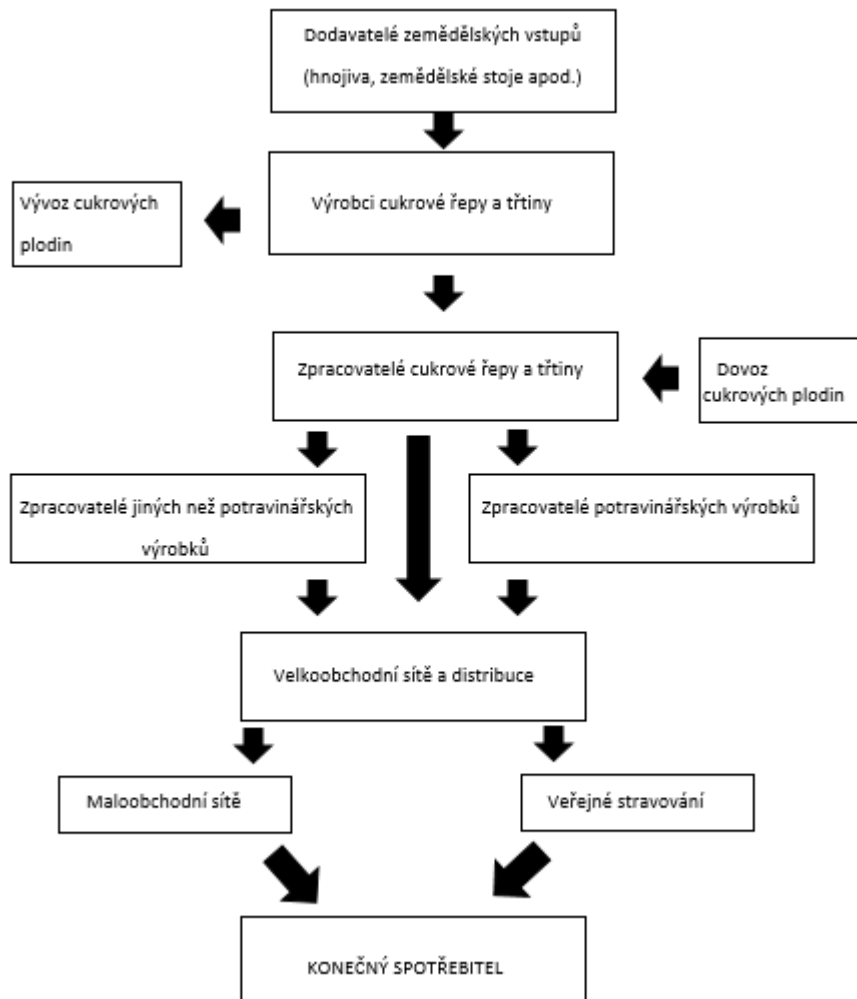 Dodavatelé zemědělských vstupů
(hnojiva, zemědělské stoje apod.)
Výrobci cukrové řepy a třtiny
Vývoz cukrových
plodin
Zpracovatelé cukrové řepy a třtiny
Dovoz
cukrových plodin
Zpracovatelé jiných než potravinářských
výrobků
Zpracovatelé potravinářských výrobků
Velkoobchodní sítě a distribuce
Maloobchodní sítě
Veřejné stravování
KONEČNÝ SPOTŘEBITEL